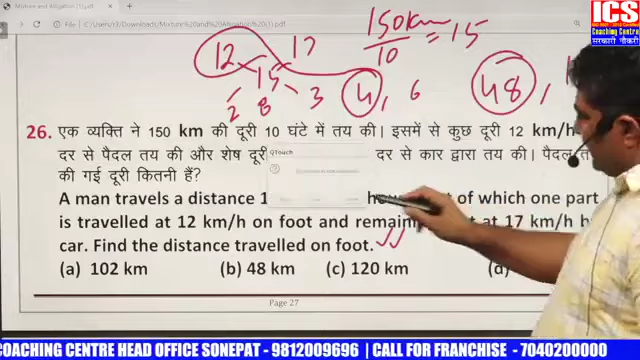 C:/Users/r9/Downloads/Mixture%20and%20Alligation%20(1).pdf
ICS
Coaching Centre
सरकारी नौकरी
150km
10
= 15
12
17
15
2 8 3
4, 6
48,
26. एक व्यक्ति ने 150 km की दूरी 10 घंटे में तय की। इसमें से कुछ दूरी 12 km/h
दर से पैदल तय की और शेष दूरी दर से कार द्वारा तय की। पैदल
की गई दूरी कितनी हैं?
QTouch
A man travels a distance of which one part
is travelled at 12 km/h on foot and remain at 17 km/h
car. Find the distance travelled on foot.
(a) 102 km (b) 48 km (c) 120 km (d)
Page 27
COACHING CENTRE HEAD OFFICE SONEPAT - 9812009696 | CALL FOR FRANCHISE - 7040200000